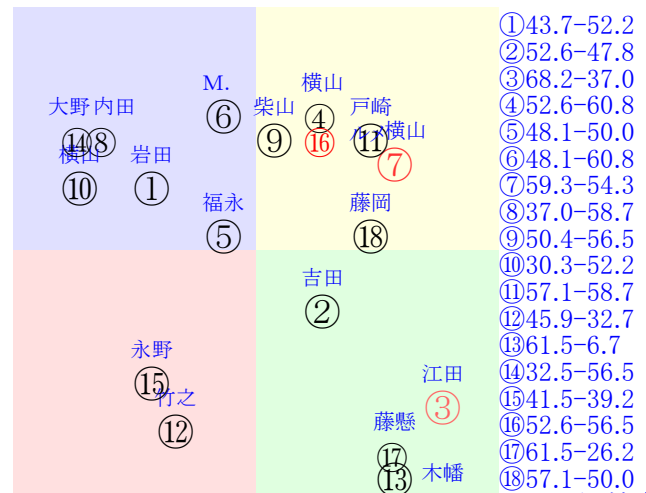 M.
横山
大野内田
柴山
戸崎
⑥
④
⑭⑧
⑨
⑯
⑪
ルメ横山
横山
岩田
⑦
⑩
①
福永
藤岡
⑤
⑱
吉田
②
永野
江田
⑮
竹之
③
藤懸
⑫
⑰
⑬
木幡
①43.7-52.2
②52.6-47.8
③68.2-37.0
④52.6-60.8
⑤48.1-50.0
⑥48.1-60.8
⑦59.3-54.3
⑧37.0-58.7
⑨50.4-56.5
⑩30.3-52.2
⑪57.1-58.7
⑫45.9-32.7
⑬61.5-6.7
⑭32.5-56.5
⑮41.5-39.2
⑯52.6-56.5
⑰61.5-26.2
⑱57.1-50.0